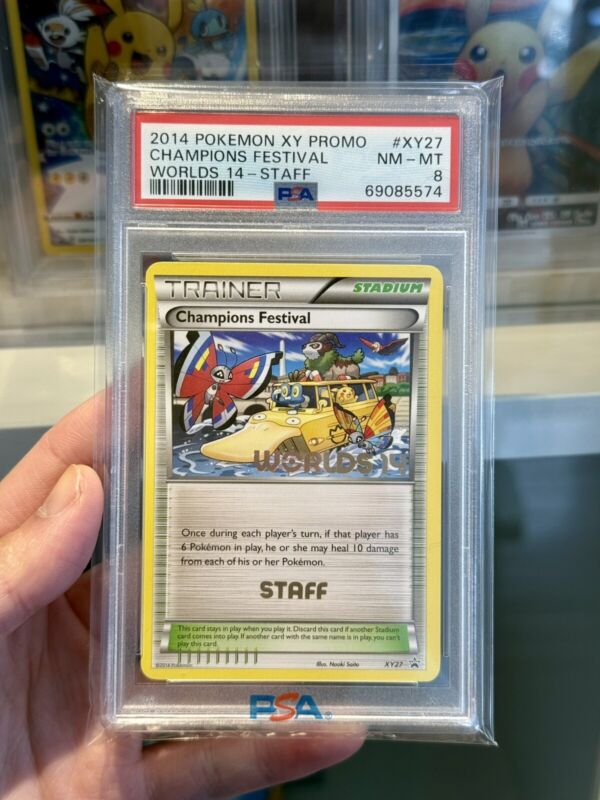 2014 POKEMON XY PROMO #XY27
CHAMPIONS FESTIVAL NM - MT
WORLDS 14 - STAFF 8
PSA 69085574
TRAINER STADIUM
Champions Festival
WORLDS 14
Once during each player's turn, if that player has
6 Pokémon in play, he or she may heal 10 damage
from each of his or her Pokémon.
STAFF
This card stays in play when you play it. Discard this card if another Stadium
card comes into play. If another card with the same name is in play, you can't
play this card.
©2014 Pokémon Illus. Naoki Saito XY27
PSA